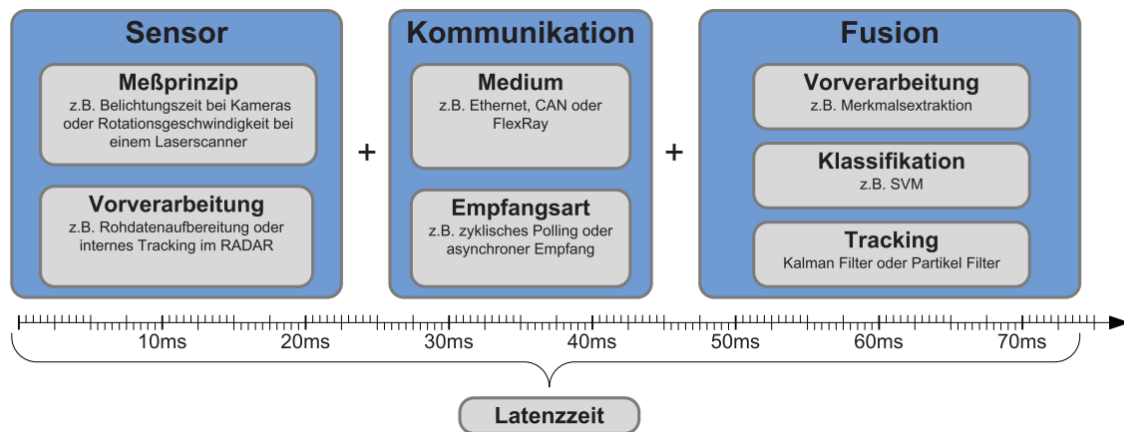 Sensor
Meßprinzip
z.B. Belichtungszeit bei Kameras
oder Rotationsgeschwindigkeit bei
einem Laserscanner
Vorverarbeitung
z.B. Rohdatenaufbereitung oder
internes Tracking im RADAR
+
Kommunikation
Medium
z.B. Ethernet, CAN oder
FlexRay
Empfangsart
z.B. zyklisches Polling oder
asynchroner Empfang
+
Fusion
Vorverarbeitung
z.B. Merkmalsextraktion
Klassifikation
z.B. SVM
Tracking
Kalman Filter oder Partikel Filter
10ms 20ms 30ms 40ms 50ms 60ms 70ms
Latenzzeit